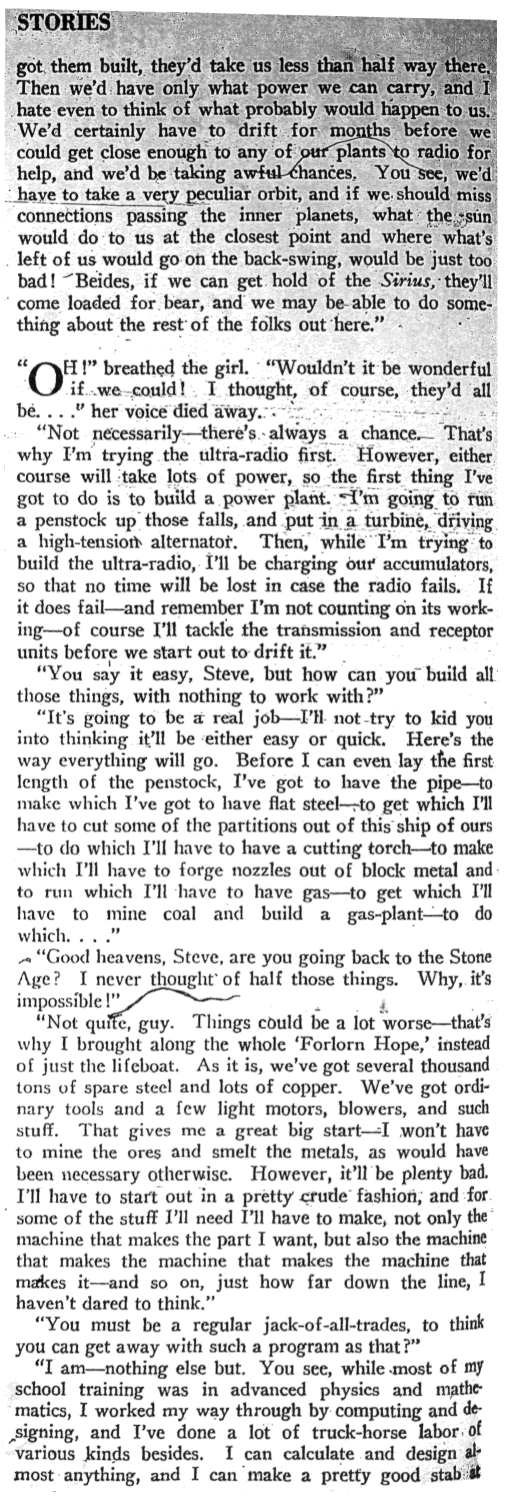 STORIES
got them built, they'd take us less than half way there.
Then we'd have only what power we can carry, and I
hate even to think of what probably would happen to us.
We'd certainly have to drift for months before we
could get close enough to any of our plants to radio for
help, and we'd be taking awful chances. You see, we'd
have to take a very peculiar orbit, and if we should miss
connections passing the inner planets, what the sun
would do to us at the closest point and where what's
left of us would go on the back-swing, would be just too
bad! Beides, if we can get hold of the Sirius, they'll
come loaded for bear, and we may be able to do some-
thing about the rest of the folks out here."
"OH!" breathed the girl. "Wouldn't it be wonderful
if we could! I thought, of course, they'd all
be. . . ." her voice died away.
"Not necessarily—there's always a chance. That's
why I'm trying the ultra-radio first. However, either
course will take lots of power, so the first thing I've
got to do is to build a power plant. I'm going to run
a penstock up those falls, and put in a turbine, driving
a high-tension alternator. Then, while I'm trying to
build the ultra-radio, I'll be charging our accumulators,
so that no time will be lost in case the radio fails. If
it does fail—and remember I'm not counting on its work-
ing—of course I'll tackle the transmission and receptor
units before we start out to drift it."
"You say it easy, Steve, but how can you build all
those things, with nothing to work with?"
"It's going to be a real job—I'll not try to kid you
into thinking it'll be either easy or quick. Here's the
way everything will go. Before I can even lay the first
length of the penstock, I've got to have the pipe—to
make which I've got to have flat steel—to get which I'll
have to cut some of the partitions out of this ship of ours
—to do which I'll have to have a cutting torch—to make
which I'll have to forge nozzles out of block metal and
to run which I'll have to have gas—to get which I'll
have to mine coal and build a gas-plant—to do
which. . . ."
"Good heavens, Steve, are you going back to the Stone
Age? I never thought of half those things. Why, it's
impossible!"
"Not quite, guy. Things could be a lot worse—that's
why I brought along the whole 'Forlorn Hope,' instead
of just the lifeboat. As it is, we've got several thousand
tons of spare steel and lots of copper. We've got ordi-
nary tools and a few light motors, blowers, and such
stuff. That gives me a great big start—I won't have
to mine the ores and smelt the metals, as would have
been necessary otherwise. However, it'll be plenty bad.
I'll have to start out in a pretty crude fashion, and for
some of the stuff I'll need I'll have to make, not only the
machine that makes the part I want, but also the machine
that makes the machine that makes the machine that
makes it—and so on, just how far down the line, I
haven't dared to think."
"You must be a regular jack-of-all-trades, to think
you can get away with such a program as that?"
"I am—nothing else but. You see, while most of my
school training was in advanced physics and mathe-
matics, I worked my way through by computing and de-
signing, and I've done a lot of truck-horse labor of
various kinds besides. I can calculate and design al-
most anything, and I can make a pretty good stab at